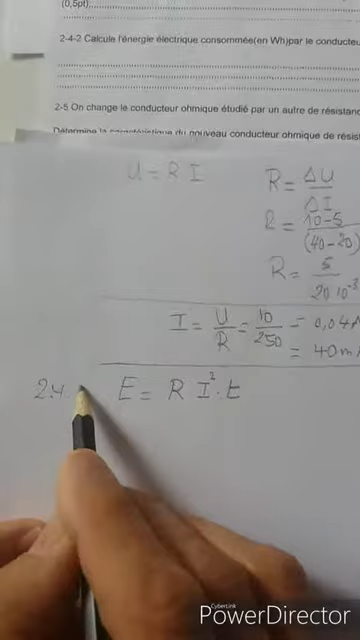 (0,5pt)
2-4-2 Calcule l'énergie électrique consommée(en Wh)par le conducteu
2-5 On change le conducteur ohmique étudié par un autre de résistanc
Détermine la caractéristique du nouveau conducteur ohmique de résis
U = R I
R = ΔU / ΔI
R = 10-5 / (40-20)
R = 5 / 20 10⁻³
I = U/R = 10/250 = 0,04A
= 40m
2.4. E = R I².t
CyberLink
PowerDirector